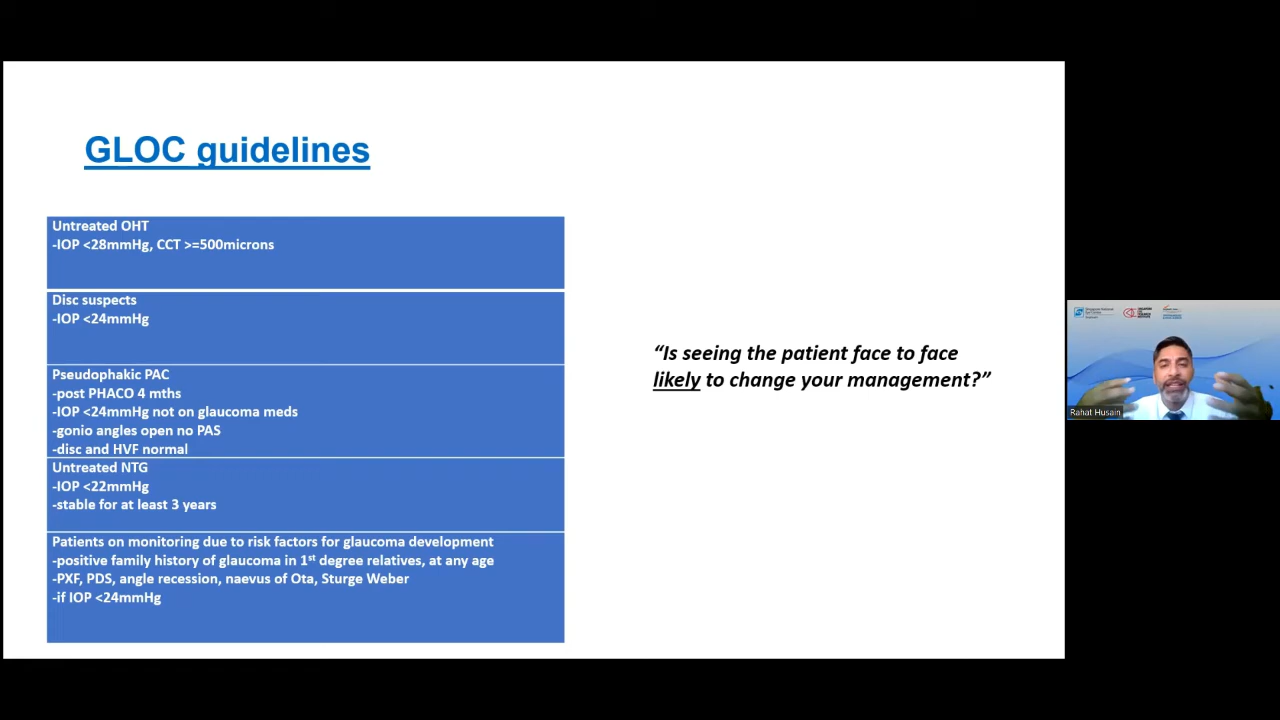 GLOC guidelines
Untreated OHT
-IOP <28mmHg, CCT >=500microns
Disc suspects
-IOP <24mmHg
Pseudophakic PAC
-post PHACO 4 mths
-IOP <24mmHg not on glaucoma meds
-gonio angles open no PAS
-disc and HVF normal
Untreated NTG
-IOP <22mmHg
-stable for at least 3 years
Patients on monitoring due to risk factors for glaucoma development
-positive family history of glaucoma in 1st degree relatives, at any age
-PXF, PDS, angle recession, naevus of Ota, Sturge Weber
-if IOP <24mmHg
“Is seeing the patient face to face
likely to change your management?”
Rahat Husain